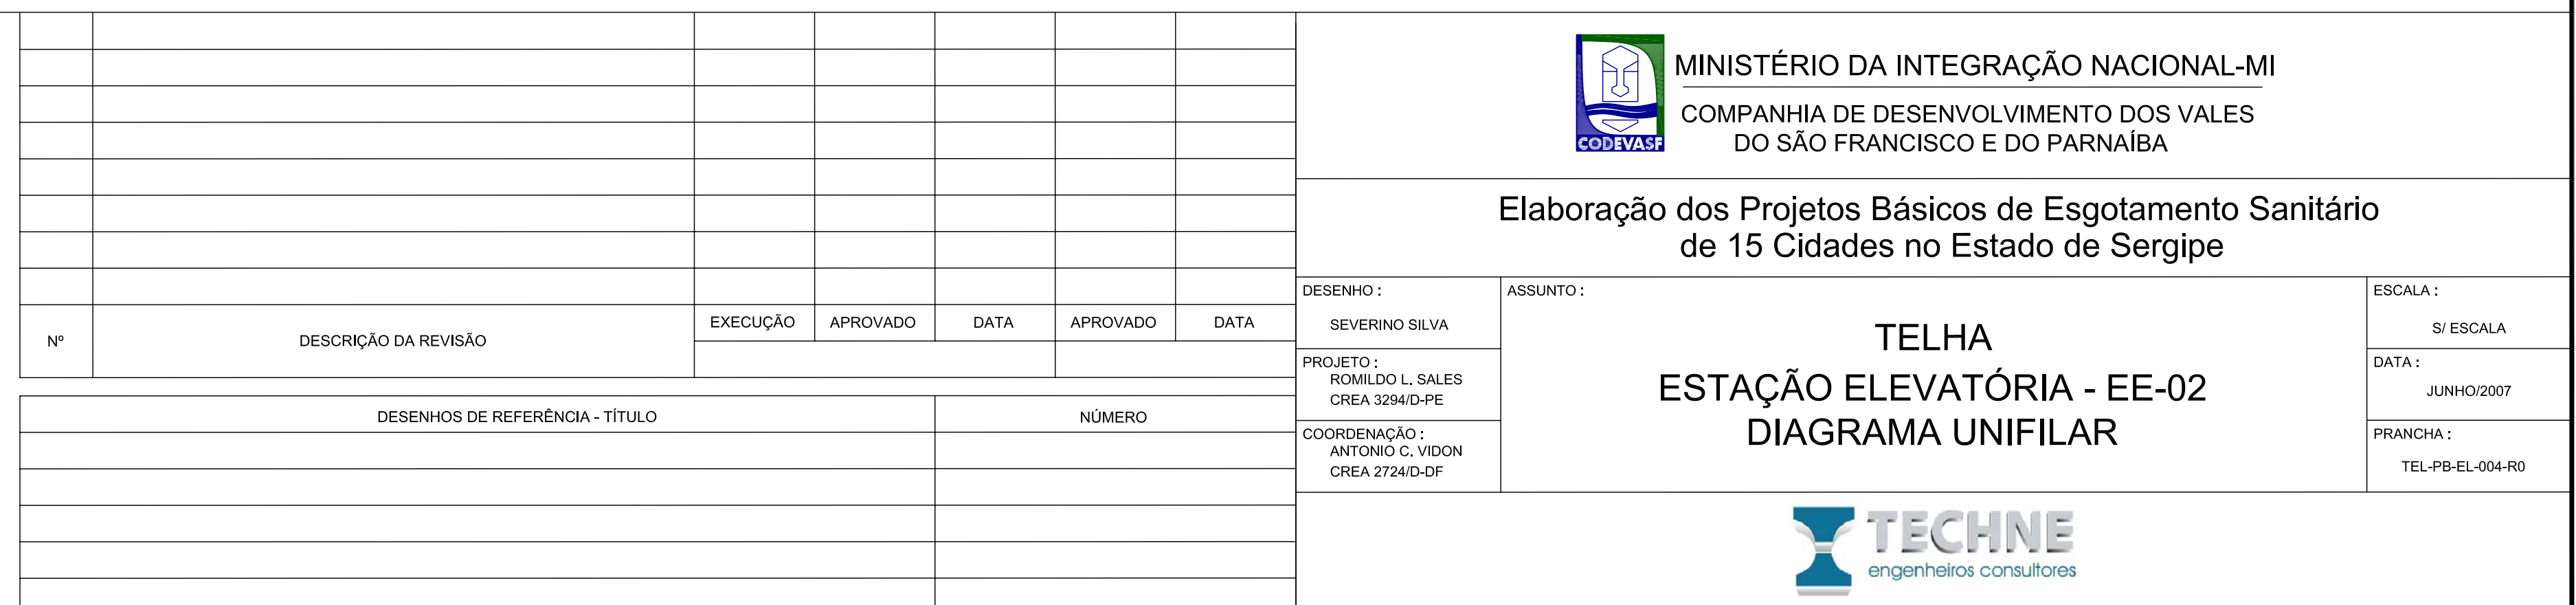 Nº
DESCRIÇÃO DA REVISÃO
EXECUÇÃO
APROVADO
DATA
APROVADO
DATA
DESENHOS DE REFERÊNCIA - TÍTULO
NÚMERO
CODEVASF
MINISTÉRIO DA INTEGRAÇÃO NACIONAL-MI
COMPANHIA DE DESENVOLVIMENTO DOS VALES
DO SÃO FRANCISCO E DO PARNAÍBA
Elaboração dos Projetos Básicos de Esgotamento Sanitário
de 15 Cidades no Estado de Sergipe
DESENHO :
SEVERINO SILVA
PROJETO :
ROMILDO L. SALES
CREA 3294/D-PE
COORDENAÇÃO :
ANTONIO C. VIDON
CREA 2724/D-DF
ASSUNTO :
TELHA
ESTAÇÃO ELEVATÓRIA - EE-02
DIAGRAMA UNIFILAR
ESCALA :
S/ ESCALA
DATA :
JUNHO/2007
PRANCHA :
TEL-PB-EL-004-R0
TECHNE
engenheiros consultores